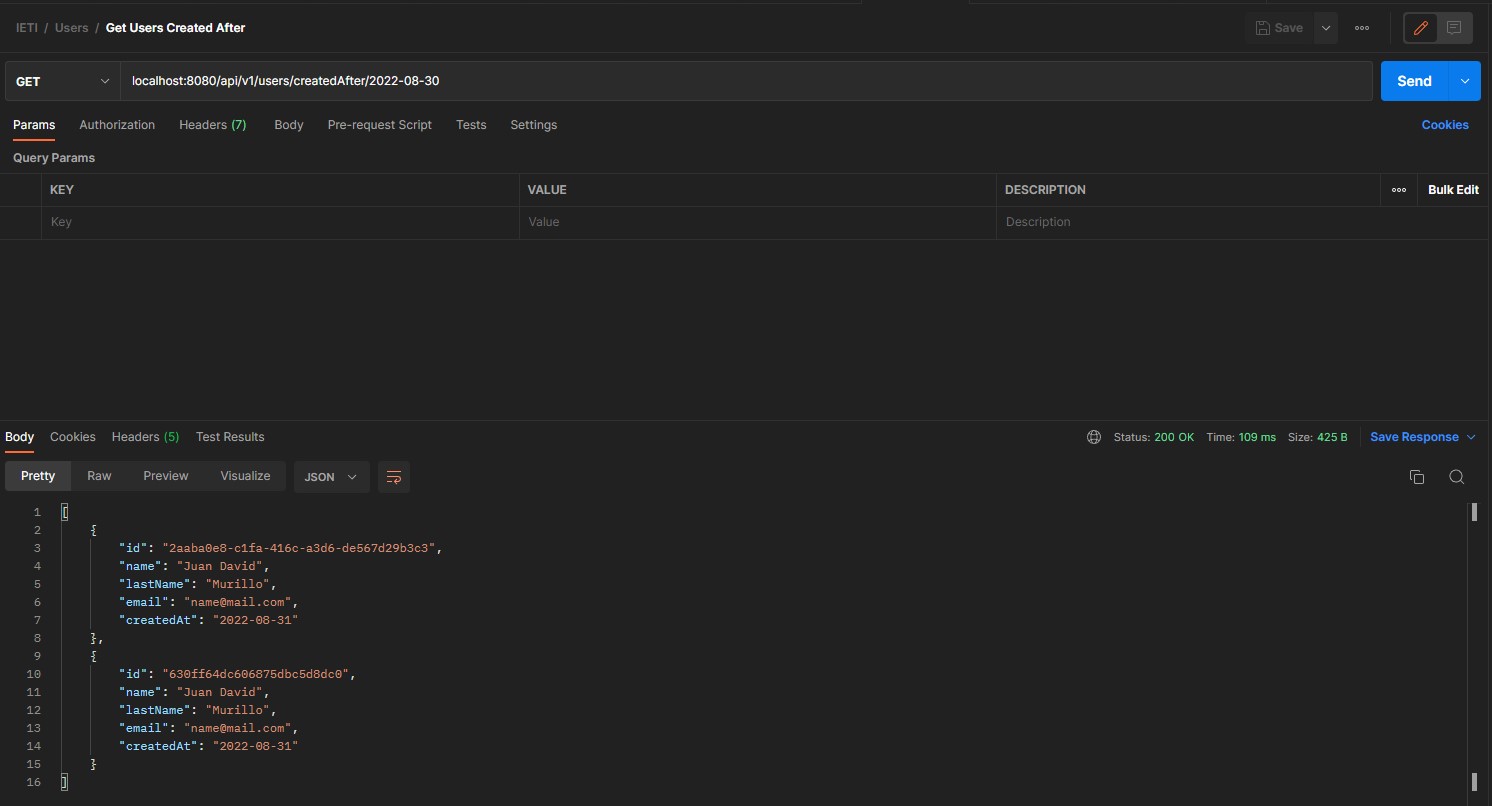 IETI / Users / Get Users Created After
Save
GET
localhost:8080/api/v1/users/createdAfter/2022-08-30
Send
Params Authorization Headers (7) Body Pre-request Script Tests Settings Cookies
Query Params
KEY VALUE DESCRIPTION Bulk Edit
Key Value Description
Body Cookies Headers (5) Test Results Status: 200 OK Time: 109 ms Size: 425 B Save Response
Pretty Raw Preview Visualize JSON
1 [
2 {
3 "id": "2aaba0e8-c1fa-416c-a3d6-de567d29b3c3",
4 "name": "Juan David",
5 "lastName": "Murillo",
6 "email": "name@mail.com",
7 "createdAt": "2022-08-31"
8 },
9 {
10 "id": "630ff64dc606875dbc5d8dc0",
11 "name": "Juan David",
12 "lastName": "Murillo",
13 "email": "name@mail.com",
14 "createdAt": "2022-08-31"
15 }
16 ]